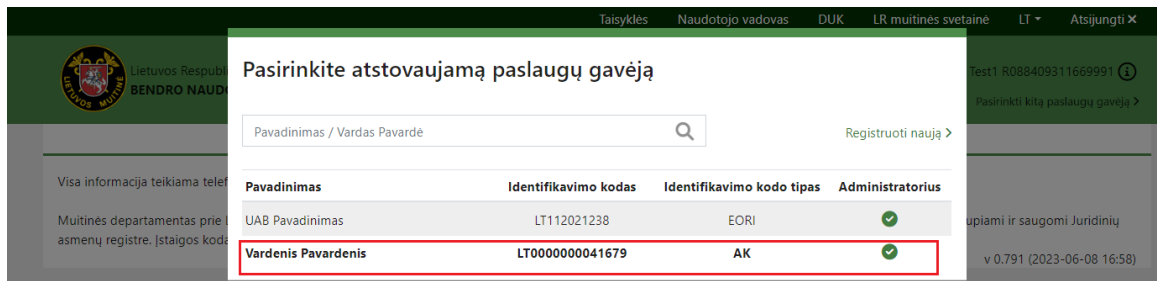 Taisyklės Naudotojo vadovas DUK LR muitinės svetainė LT Atsijungti ×
LIETUVOS MUITINĖ
Lietuvos Respubli
BENDRO NAUDO
Test1 R088409311669991
Pasirinkti kitą paslaugų gavėją >
Pasirinkite atstovaujamą paslaugų gavėją
Pavadinimas / Vardas Pavardė
Registruoti naują >
Pavadinimas Identifikavimo kodas Identifikavimo kodo tipas Administratorius
UAB Pavadinimas LT112021238 EORI
Vardenis Pavardenis LT0000000041679 AK
Visa informacija teikiama telef
Muitinės departamentas prie L
upiami ir saugomi Juridinių
asmenų registre. Įstaigos koda
v 0.791 (2023-06-08 16:58)